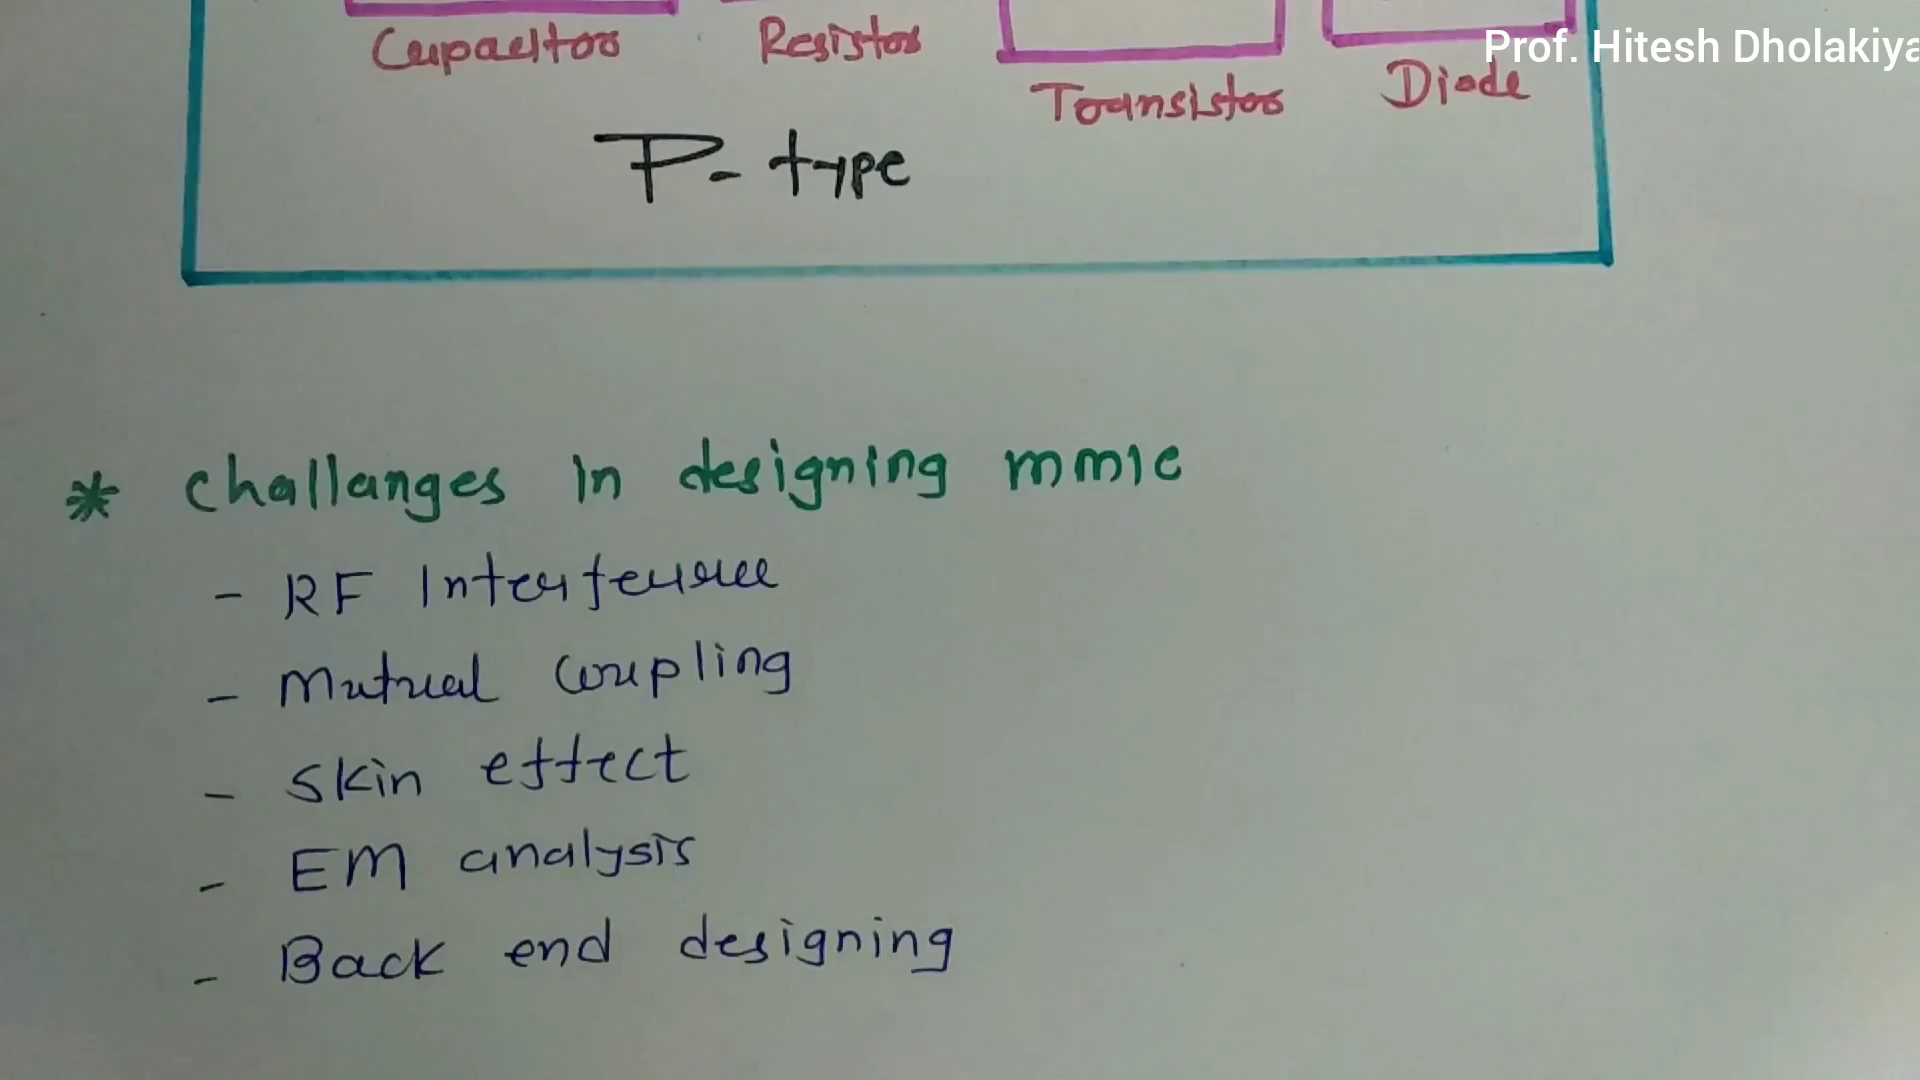 Capacitor Resistor Transistor Diode
Prof. Hitesh Dholakiya
P-type
* Challanges in designing mmic
- RF Interference
- Mutual coupling
- Skin effect
- EM analysis
- Back end designing